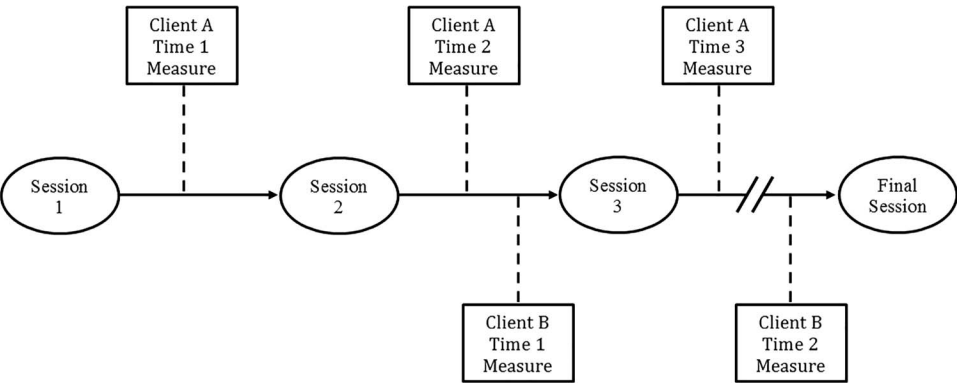 Client A
Time 1
Measure
Client A
Time 2
Measure
Client A
Time 3
Measure
Session
1
Session
2
Session
3
Final
Session
Client B
Time 1
Measure
Client B
Time 2
Measure